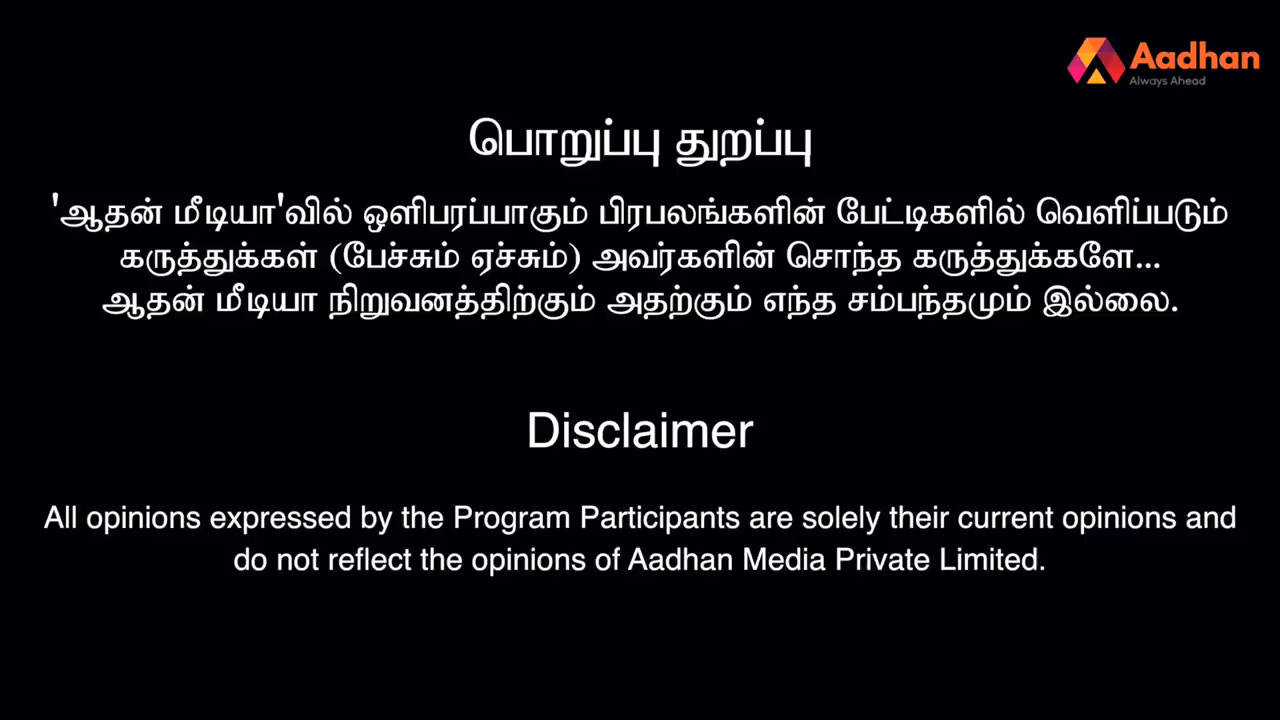 Aadhan
Always Ahead
பொறுப்பு துறப்பு
'ஆதன் மீடியா'வில் ஒளிபரப்பாகும் பிரபலங்களின் பேட்டிகளில் வெளிப்படும்
கருத்துக்கள் (பேச்சும் ஏச்சும்) அவர்களின் சொந்த கருத்துக்களே...
ஆதன் மீடியா நிறுவனத்திற்கும் அதற்கும் எந்த சம்பந்தமும் இல்லை.
Disclaimer
All opinions expressed by the Program Participants are solely their current opinions and
do not reflect the opinions of Aadhan Media Private Limited.